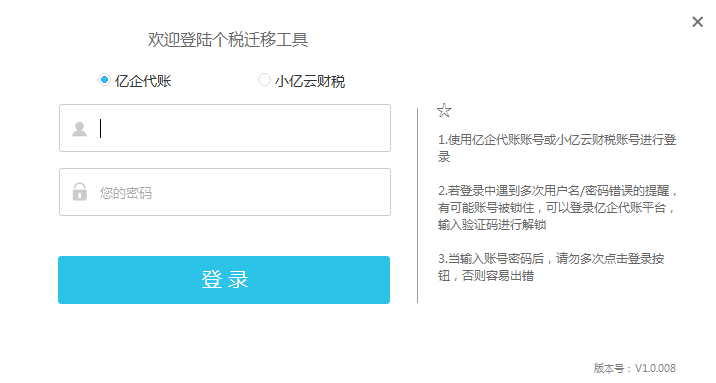 欢迎登陆个税迁移工具
亿企代账
小亿云财税
您的密码
登录
☆
1.使用亿企代账账号或小亿云财税账号进行登
录
2.若登录中遇到多次用户名/密码错误的提醒，
有可能账号被锁住，可以登录亿企代账平台，
输入验证码进行解锁
3.当输入账号密码后，请勿多次点击登录按
钮，否则容易出错
版本号：V1.0.008